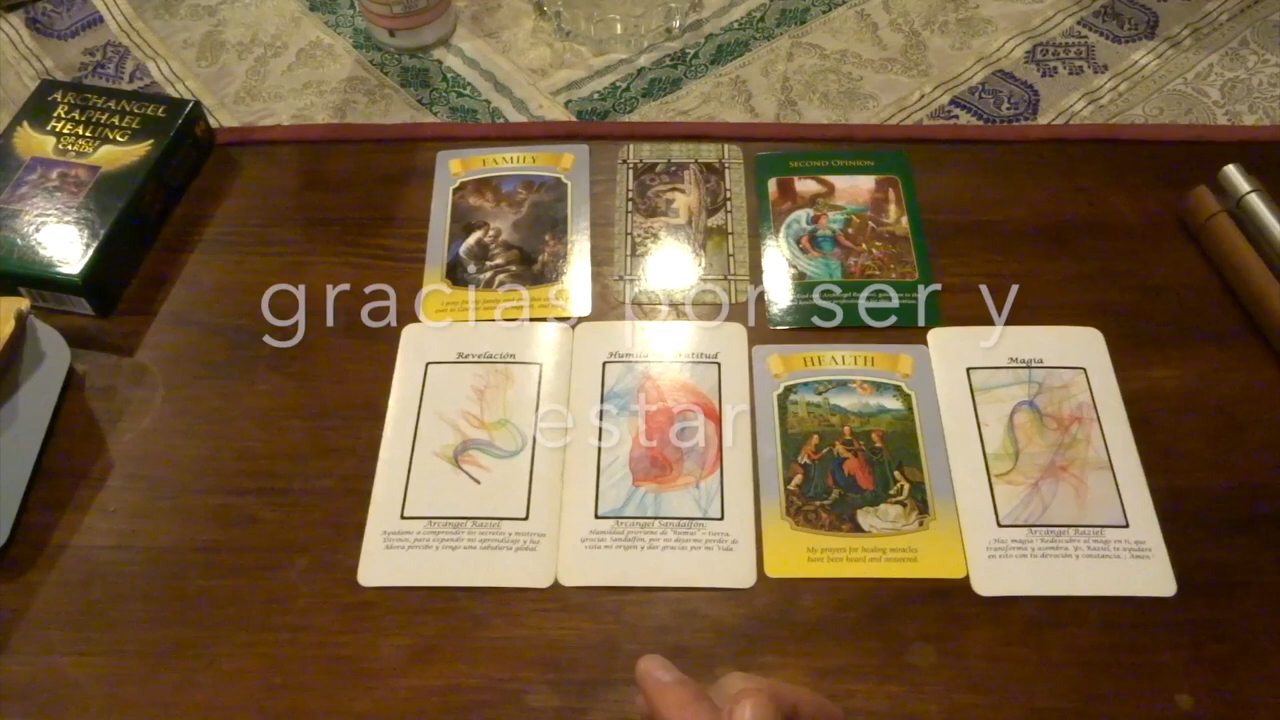 ARCHANGEL
RAPHAEL
HEALING
ORACLE
CARDS
FAMILY
SECOND OPINION
gracias por ser y
estar
Revelación
Arcángel Raziel:
Ayúdame a comprender los secretos y misterios
Divinos, para expandir mi aprendizaje y luz.
Ahora percibo y tengo una sabiduría global.
Arcángel Sandalfón:
Humildad proviene de "humus" = tierra.
Gracias Sandalfón, por no dejarme perder de
vista mi origen y dar gracias por mi Vida.
HEALTH
My prayers for healing miracles
have been heard and answered.
Magia
Arcángel Raziel:
¡Haz magia! Redescubre al mago en ti, que
transforma y asombra. Yo, Raziel, te ayudaré
en esto con tu devoción y constancia. ¡Amén!